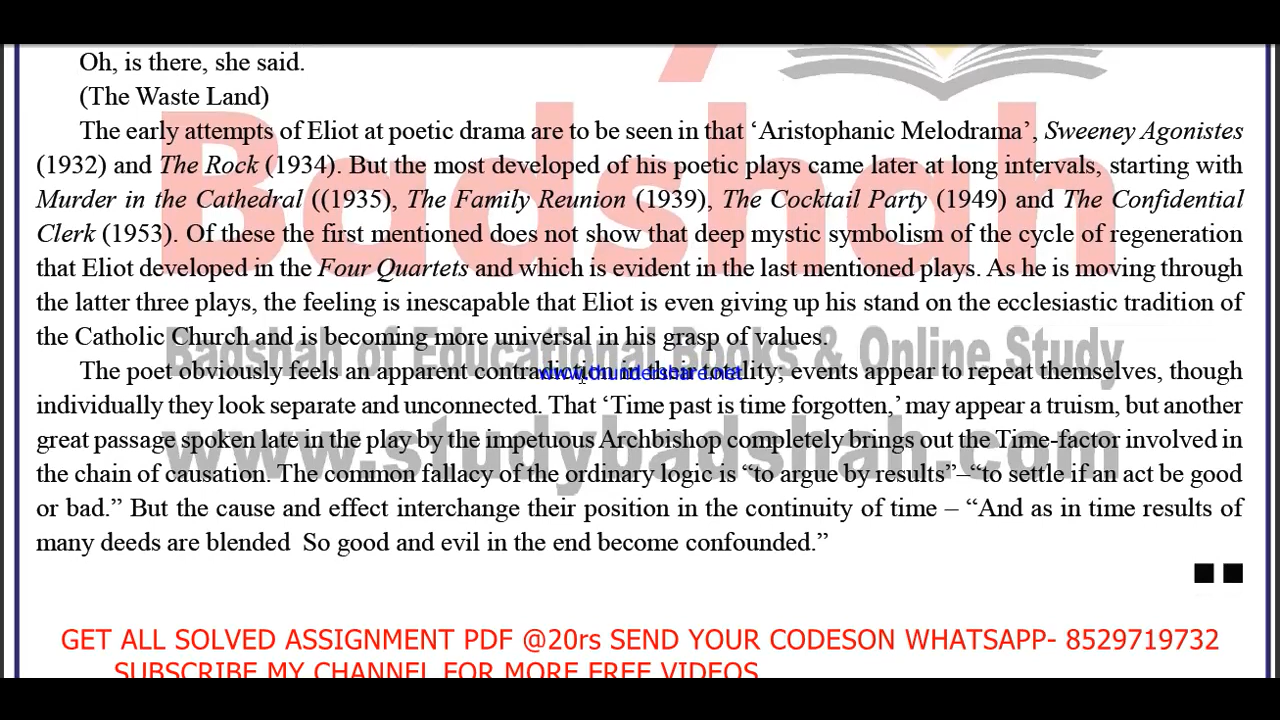 Oh, is there, she said.
(The Waste Land)
The early attempts of Eliot at poetic drama are to be seen in that ‘Aristophanic Melodrama’, Sweeney Agonistes
(1932) and The Rock (1934). But the most developed of his poetic plays came later at long intervals, starting with
Murder in the Cathedral ((1935), The Family Reunion (1939), The Cocktail Party (1949) and The Confidential
Clerk (1953). Of these the first mentioned does not show that deep mystic symbolism of the cycle of regeneration
that Eliot developed in the Four Quartets and which is evident in the last mentioned plays. As he is moving through
the latter three plays, the feeling is inescapable that Eliot is even giving up his stand on the ecclesiastic tradition of
the Catholic Church and is becoming more universal in his grasp of values.
The poet obviously feels an apparent contradiction in their totality; events appear to repeat themselves, though
individually they look separate and unconnected. That ‘Time past is time forgotten,’ may appear a truism, but another
great passage spoken late in the play by the impetuous Archbishop completely brings out the Time-factor involved in
the chain of causation. The common fallacy of the ordinary logic is “to argue by results”–“to settle if an act be good
or bad.” But the cause and effect interchange their position in the continuity of time – “And as in time results of
many deeds are blended So good and evil in the end become confounded.”
Badshah
Badshah of Educational Books & Online Study
www.thundershare.net
www.studybadshah.com
GET ALL SOLVED ASSIGNMENT PDF @20rs SEND YOUR CODESON WHATSAPP- 8529719732
SUBSCRIBE MY CHANNEL FOR MORE FREE VIDEOS